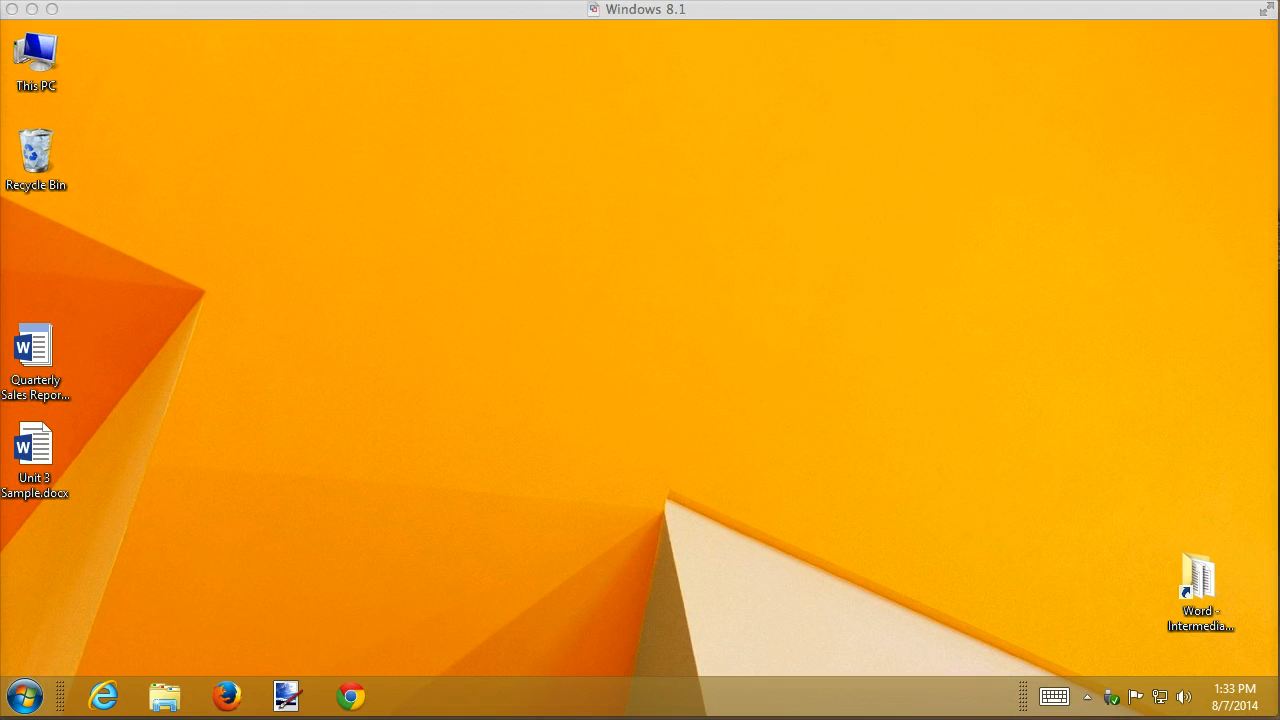 Windows 8.1
This PC
Recycle Bin
Quarterly
Sales Repor...
Unit 3
Sample.docx
Word -
Intermedia...
1:33 PM
8/7/2014